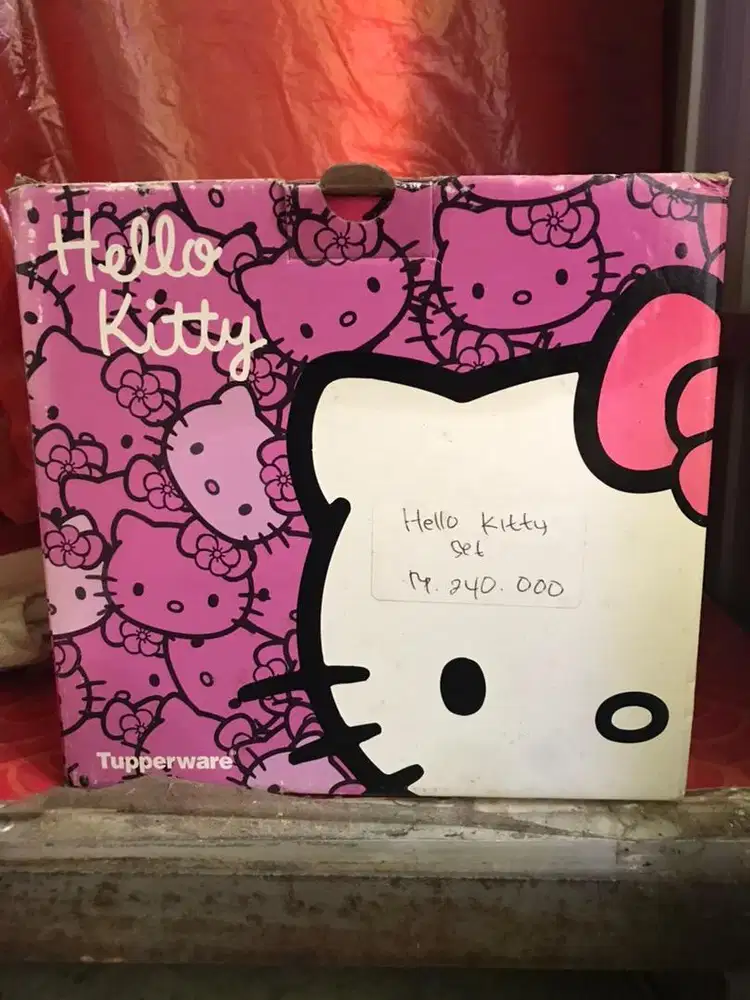 Hello
Kitty
Hello Kitty
Set
Rp. 240.000
Tupperware